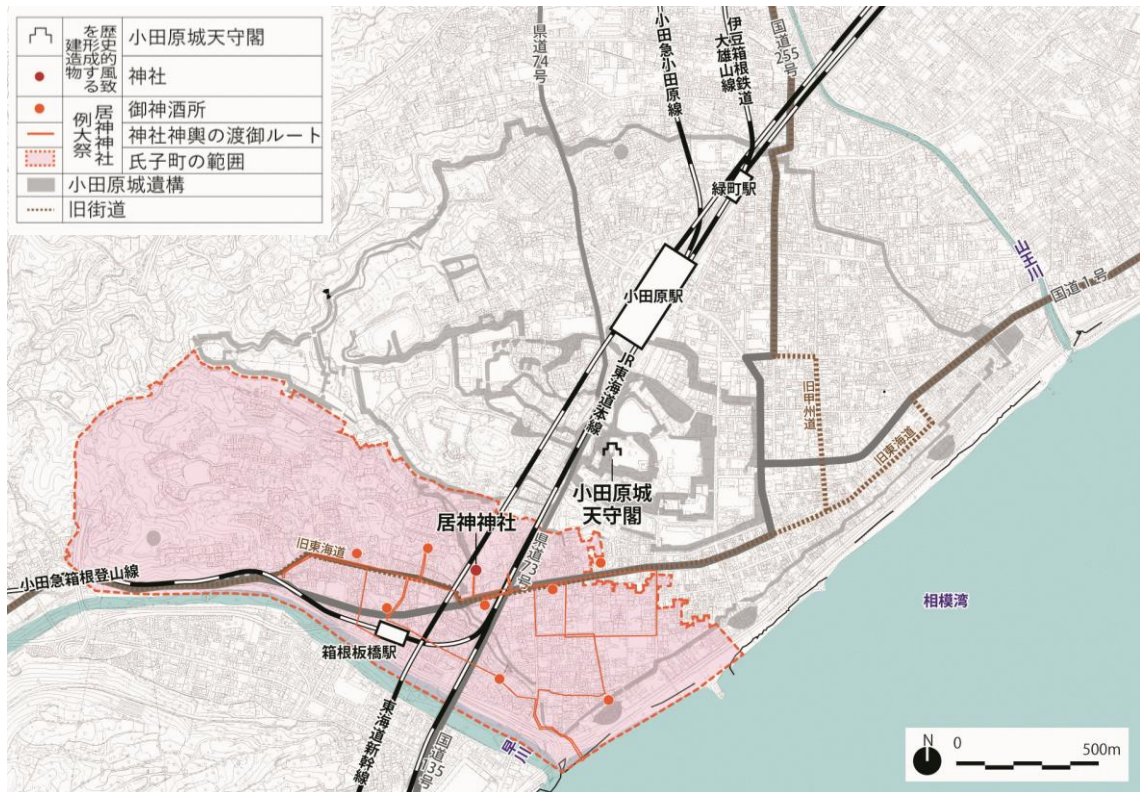 歴史的風致
を形成する
建造物
小田原城天守閣
神社
居神神社
例大祭
御神酒所
神社神輿の渡御ルート
氏子町の範囲
小田原城遺構
旧街道
県道74号
小田急小田原線
伊豆箱根鉄道
大雄山線
国道
255号
緑町駅
山王川
国道1号
小田原駅
JR東海道本線
旧甲州道
旧東海道
小田原城
天守閣
居神神社
県道
73号
旧東海道
小田急箱根登山線
箱根板橋駅
相模湾
東海道新幹線
国道
135号
早川
N
0
500m